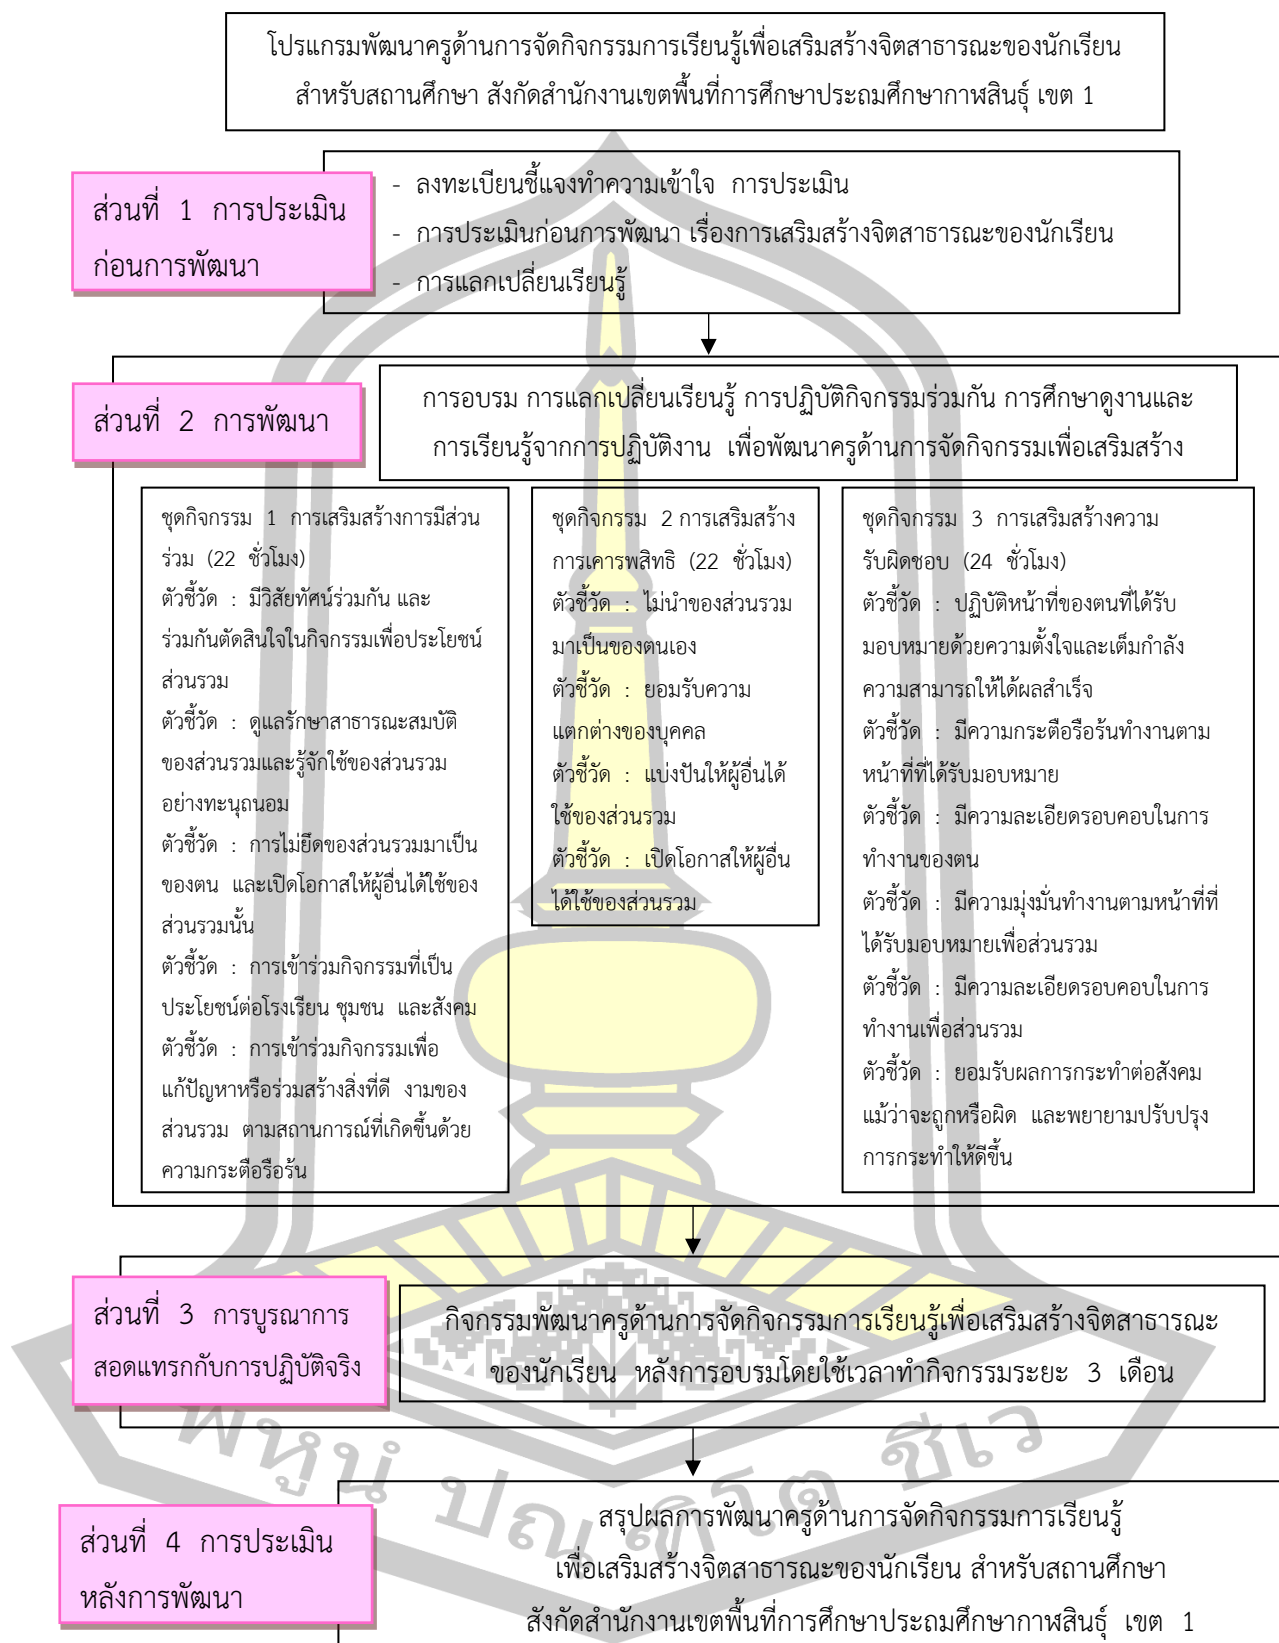 โปรแกรมพัฒนาครูด้านการจัดกิจกรรมการเรียนรู้เพื่อเสริมสร้างจิตสาธารณะของนักเรียน
สำหรับสถานศึกษา สังกัดสำนักงานเขตพื้นที่การศึกษาประถมศึกษากาฬสินธุ์ เขต 1
ส่วนที่ 1 การประเมิน
ก่อนการพัฒนา
- ลงทะเบียนชี้แจงทำความเข้าใจ การประเมิน
- การประเมินก่อนการพัฒนา เรื่องการเสริมสร้างจิตสาธารณะของนักเรียน
- การแลกเปลี่ยนเรียนรู้
ส่วนที่ 2 การพัฒนา
การอบรม การแลกเปลี่ยนเรียนรู้ การปฏิบัติกิจกรรมร่วมกัน การศึกษาดูงานและ
การเรียนรู้จากการปฏิบัติงาน เพื่อพัฒนาครูด้านการจัดกิจกรรมเพื่อเสริมสร้าง
ชุดกิจกรรม 1 การเสริมสร้างการมีส่วน
ร่วม (22 ชั่วโมง)
ตัวชี้วัด : มีวิสัยทัศน์ร่วมกัน และ
ร่วมกันตัดสินใจในกิจกรรมเพื่อประโยชน์
ส่วนรวม
ตัวชี้วัด : ดูแลรักษาสาธารณะสมบัติ
ของส่วนรวมและรู้จักใช้ของส่วนรวม
อย่างทะนุถนอม
ตัวชี้วัด : การไม่ยึดของส่วนรวมมาเป็น
ของตน และเปิดโอกาสให้ผู้อื่นได้ใช้ของ
ส่วนรวมนั้น
ตัวชี้วัด : การเข้าร่วมกิจกรรมที่เป็น
ประโยชน์ต่อโรงเรียน ชุมชน และสังคม
ตัวชี้วัด : การเข้าร่วมกิจกรรมเพื่อ
แก้ปัญหาหรือร่วมสร้างสิ่งที่ดี งามของ
ส่วนรวม ตามสถานการณ์ที่เกิดขึ้นด้วย
ความกระตือรือร้น
ชุดกิจกรรม 2 การเสริมสร้าง
การเคารพสิทธิ (22 ชั่วโมง)
ตัวชี้วัด : ไม่นำของส่วนรวม
มาเป็นของตนเอง
ตัวชี้วัด : ยอมรับความ
แตกต่างของบุคคล
ตัวชี้วัด : แบ่งปันให้ผู้อื่นได้
ใช้ของส่วนรวม
ตัวชี้วัด : เปิดโอกาสให้ผู้อื่น
ได้ใช้ของส่วนรวม
ชุดกิจกรรม 3 การเสริมสร้างความ
รับผิดชอบ (24 ชั่วโมง)
ตัวชี้วัด : ปฏิบัติหน้าที่ของตนที่ได้รับ
มอบหมายด้วยความตั้งใจและเต็มกำลัง
ความสามารถให้ได้ผลสำเร็จ
ตัวชี้วัด : มีความกระตือรือร้นทำงานตาม
หน้าที่ที่ได้รับมอบหมาย
ตัวชี้วัด : มีความละเอียดรอบคอบในการ
ทำงานของตน
ตัวชี้วัด : มีความมุ่งมั่นทำงานตามหน้าที่ที่
ได้รับมอบหมายเพื่อส่วนรวม
ตัวชี้วัด : มีความละเอียดรอบคอบในการ
ทำงานเพื่อส่วนรวม
ตัวชี้วัด : ยอมรับผลการกระทำต่อสังคม
แม้ว่าจะถูกหรือผิด และพยายามปรับปรุง
การกระทำให้ดีขึ้น
ส่วนที่ 3 การบูรณาการ
สอดแทรกกับการปฏิบัติจริง
กิจกรรมพัฒนาครูด้านการจัดกิจกรรมการเรียนรู้เพื่อเสริมสร้างจิตสาธารณะ
ของนักเรียน หลังการอบรมโดยใช้เวลาทำกิจกรรมระยะ 3 เดือน
พหูนํ ปณฺฑิโต ชีเว
ส่วนที่ 4 การประเมิน
หลังการพัฒนา
สรุปผลการพัฒนาครูด้านการจัดกิจกรรมการเรียนรู้
เพื่อเสริมสร้างจิตสาธารณะของนักเรียน สำหรับสถานศึกษา
สังกัดสำนักงานเขตพื้นที่การศึกษาประถมศึกษากาฬสินธุ์ เขต 1